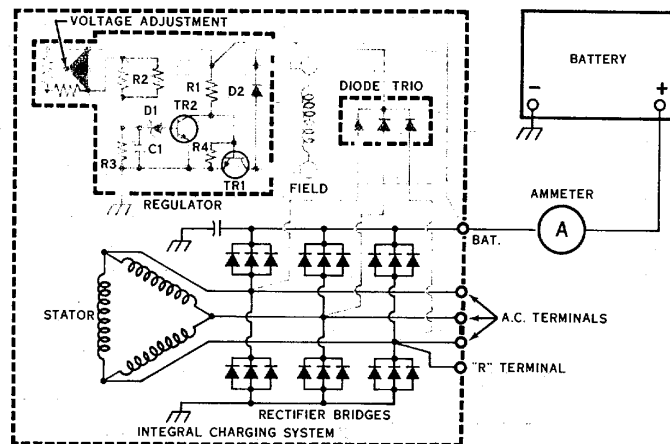 VOLTAGE ADJUSTMENT
BATTERY
R2
R1
D2
DIODE TRIO
-
+
D1
TR2
C1
R4
R3
TR1
FIELD
REGULATOR
AMMETER
A
BAT.
STATOR
A.C. TERMINALS
"R" TERMINAL
RECTIFIER BRIDGES
INTEGRAL CHARGING SYSTEM